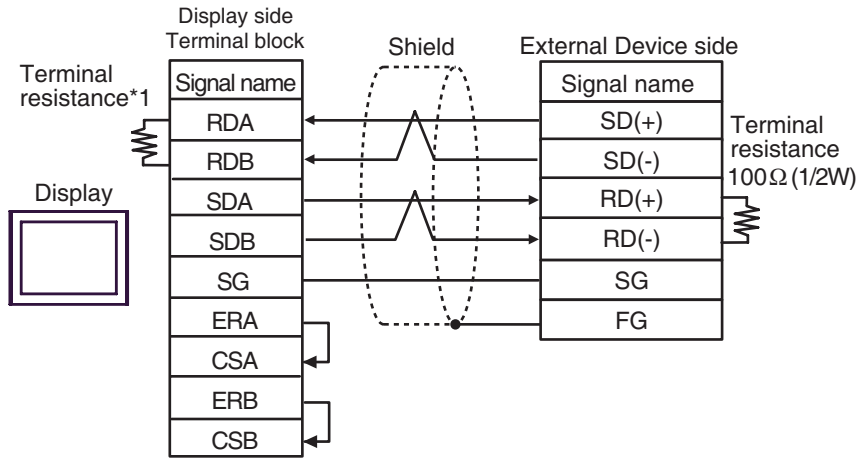 Display side
Terminal block
Shield
External Device side
Terminal
resistance*1
Signal name
Signal name
RDA
SD(+)
Terminal
resistance
100Ω(1/2W)
RDB
SD(-)
Display
SDA
RD(+)
SDB
RD(-)
SG
SG
ERA
FG
CSA
ERB
CSB